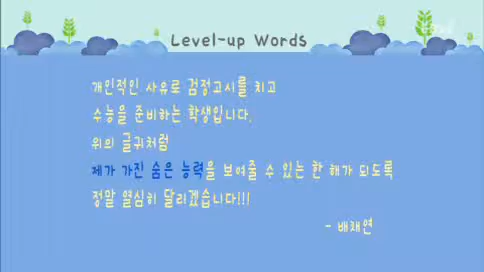 Level-up Words
개인적인 사유로 검정고시를 치고
수능을 준비하는 학생입니다.
위의 글귀처럼
제가 가진 숨은 능력을 보여줄 수 있는 한 해가 되도록
정말 열심히 달리겠습니다!!!
- 배채연